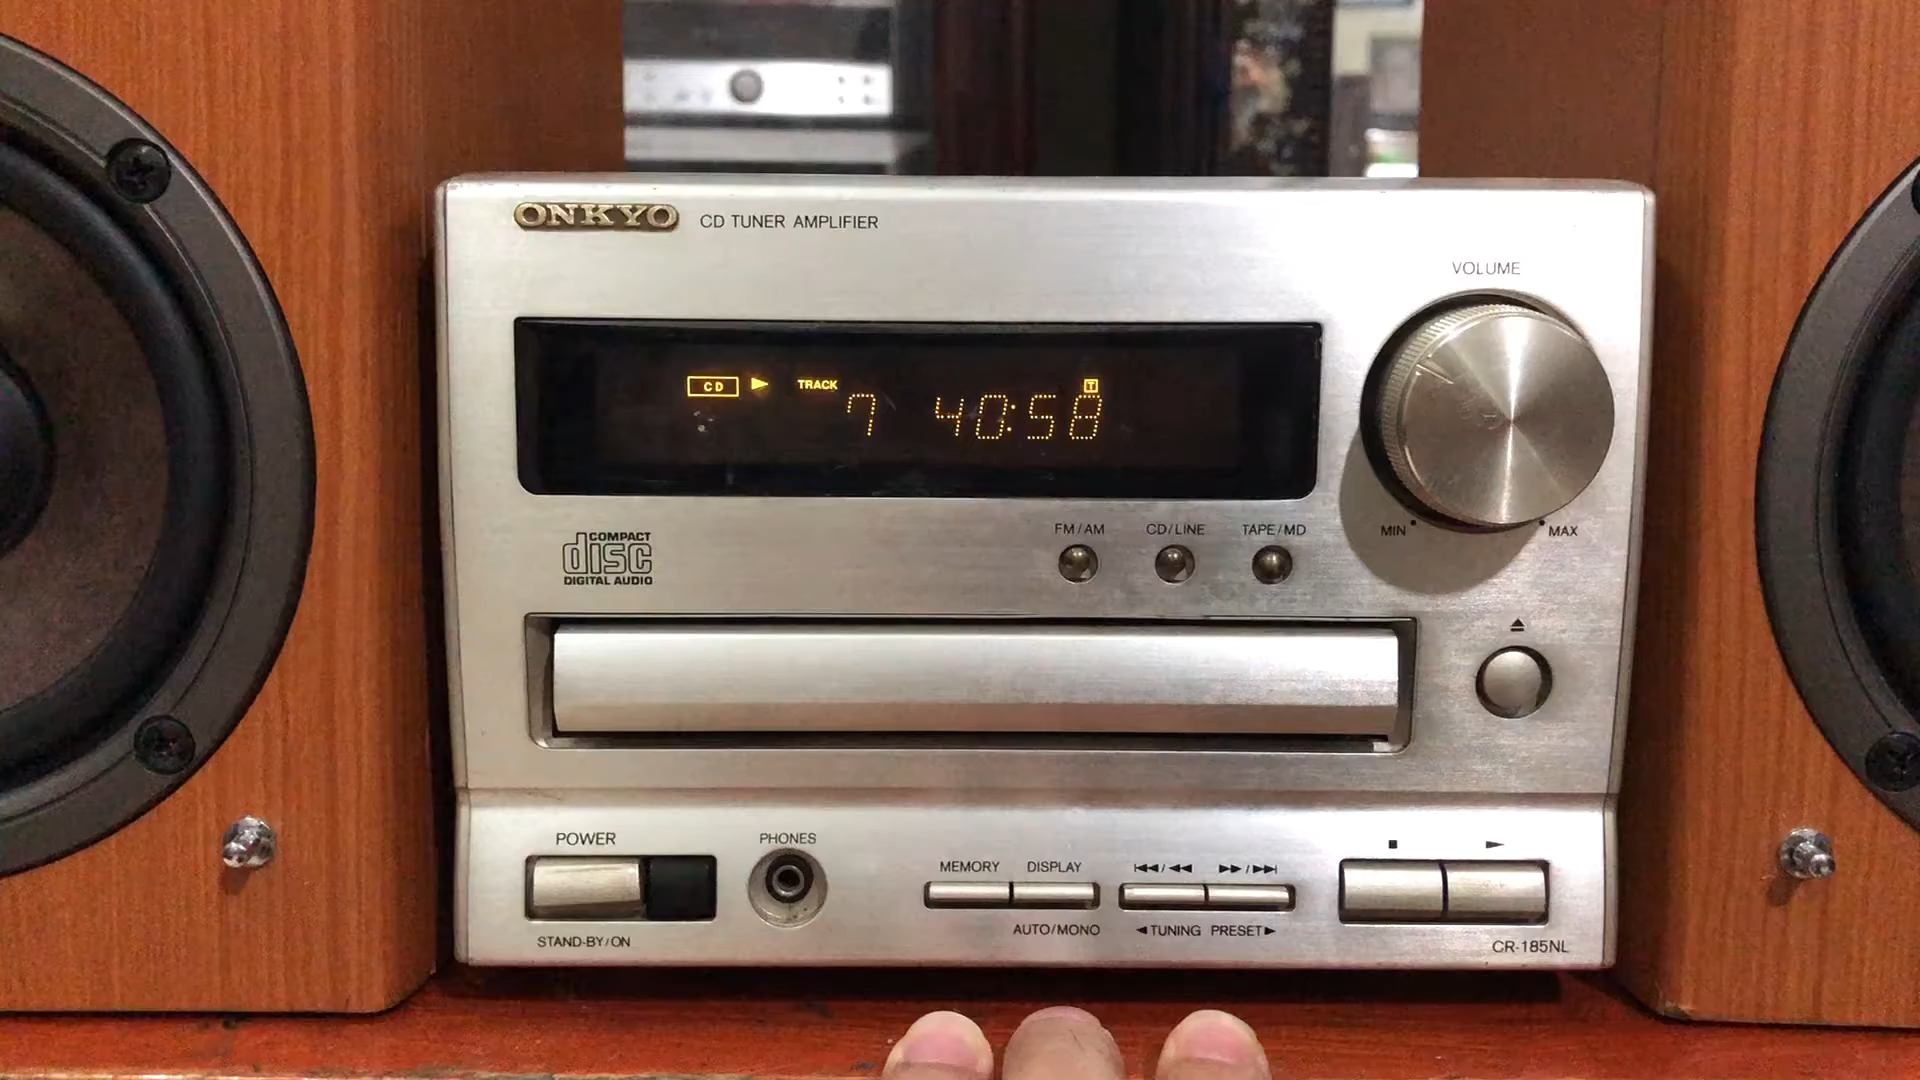 ONKYO CD TUNER AMPLIFIER
VOLUME
CD TRACK T
7 40:58
MIN MAX
FM/AM CD/LINE TAPE/MD
COMPACT
disc
DIGITAL AUDIO
POWER
PHONES
MEMORY DISPLAY
STAND-BY/ON
AUTO/MONO
TUNING PRESET
CR-185NL